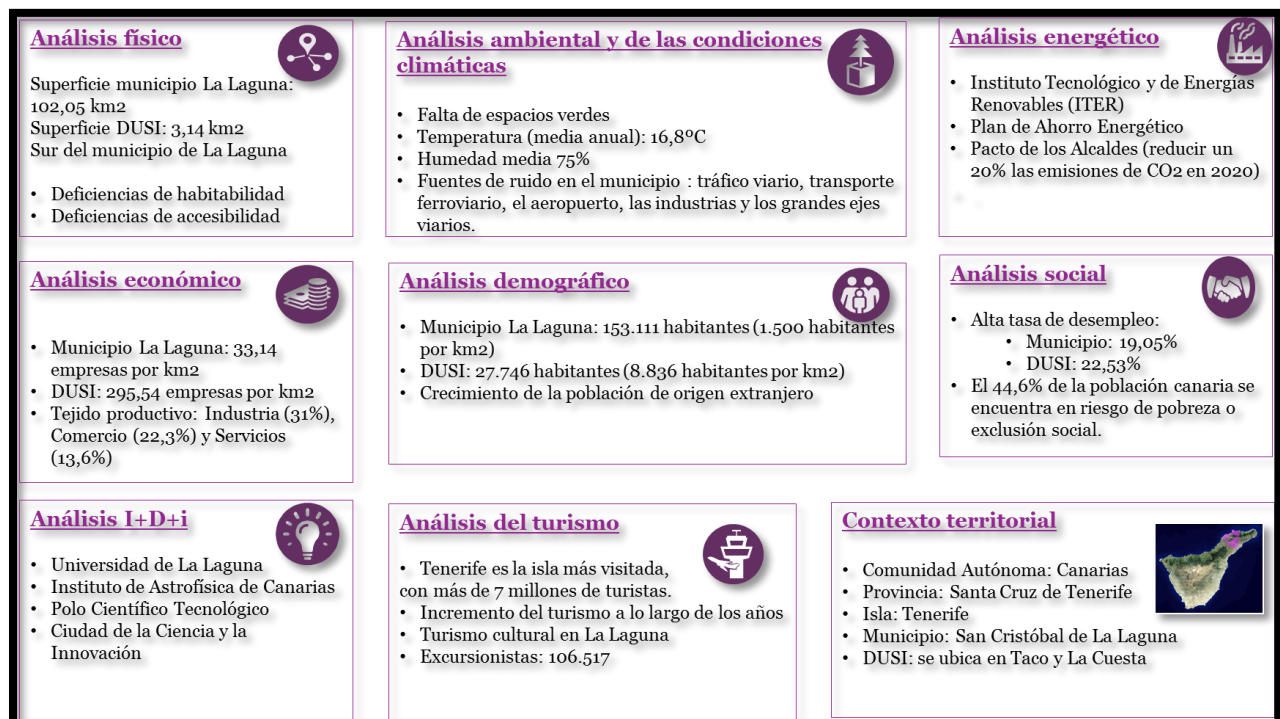 Análisis físico
Superficie municipio La Laguna:
102,05 km2
Superficie DUSI: 3,14 km2
Sur del municipio de La Laguna
• Deficiencias de habitabilidad
• Deficiencias de accesibilidad
Análisis ambiental y de las condiciones
climáticas
• Falta de espacios verdes
• Temperatura (media anual): 16,8ºC
• Humedad media 75%
• Fuentes de ruido en el municipio : tráfico viario, transporte
ferroviario, el aeropuerto, las industrias y los grandes ejes
viarios.
Análisis energético
• Instituto Tecnológico y de Energías
Renovables (ITER)
• Plan de Ahorro Energético
• Pacto de los Alcaldes (reducir un
20% las emisiones de CO2 en 2020)
Análisis económico
• Municipio La Laguna: 33,14
empresas por km2
• DUSI: 295,54 empresas por km2
• Tejido productivo: Industria (31%),
Comercio (22,3%) y Servicios
(13,6%)
Análisis demográfico
• Municipio La Laguna: 153.111 habitantes (1.500 habitantes
por km2)
• DUSI: 27.746 habitantes (8.836 habitantes por km2)
• Crecimiento de la población de origen extranjero
Análisis social
• Alta tasa de desempleo:
• Municipio: 19,05%
• DUSI: 22,53%
• El 44,6% de la población canaria se
encuentra en riesgo de pobreza o
exclusión social.
Análisis I+D+i
• Universidad de La Laguna
• Instituto de Astrofísica de Canarias
• Polo Científico Tecnológico
• Ciudad de la Ciencia y la
Innovación
Análisis del turismo
• Tenerife es la isla más visitada,
con más de 7 millones de turistas.
• Incremento del turismo a lo largo de los años
• Turismo cultural en La Laguna
• Excursionistas: 106.517
Contexto territorial
• Comunidad Autónoma: Canarias
• Provincia: Santa Cruz de Tenerife
• Isla: Tenerife
• Municipio: San Cristóbal de La Laguna
• DUSI: se ubica en Taco y La Cuesta